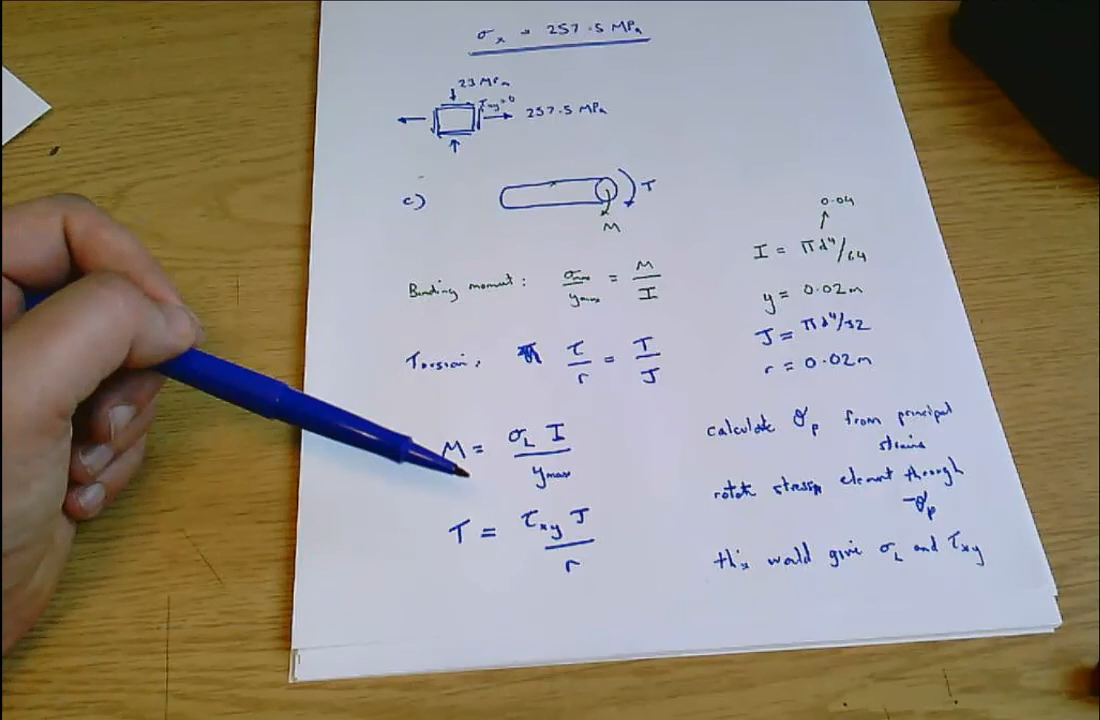 σx = 257.5 MPa
23 MPa
τxy=0
257.5 MPa
c)
T
M
0.04
I = πd⁴/64
Bending moment: σmax/ymax = M/I
y = 0.02m
J = πd⁴/32
Torsion: τ/r = T/J
r = 0.02m
M = σL I / ymax
calculate θp from principal
strains
rotate stress element through
-θp
T = τxy J / r
this would give σL and τxy